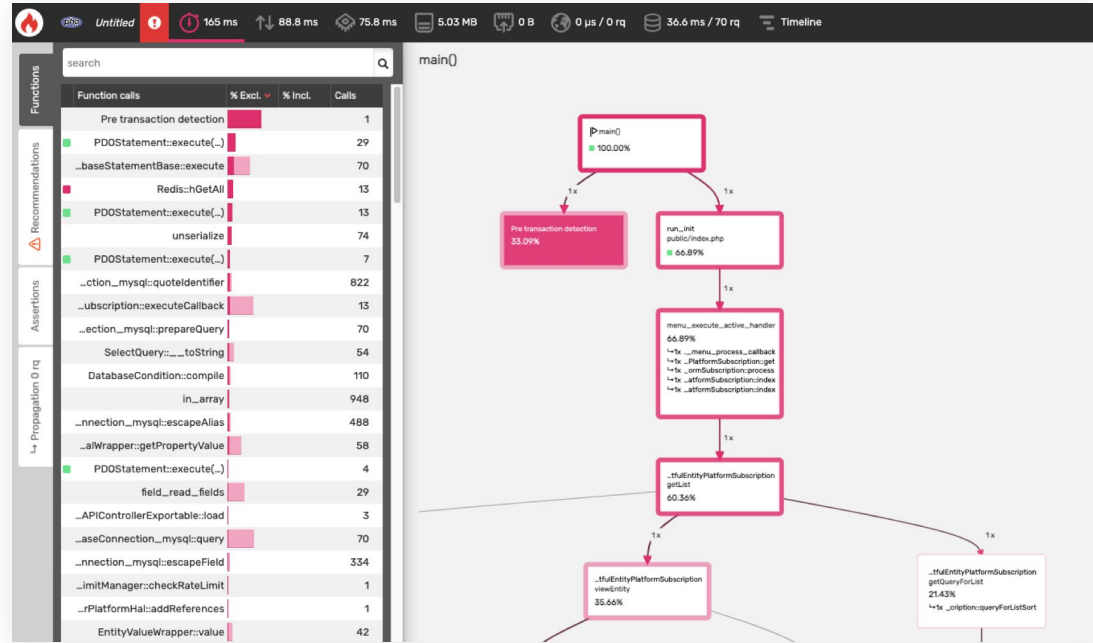 php Untitled 165 ms 88.8 ms 75.8 ms 5.03 MB 0 B 0 µs / 0 rq 36.6 ms / 70 rq Timeline
Functions
Recommendations
Assertions
Propagation 0 rq
search
Function calls % Excl. % Incl. Calls
Pre transaction detection 1
PDOStatement::execute(…) 29
…baseStatementBase::execute 70
Redis::hGetAll 13
PDOStatement::execute(…) 13
unserialize 74
PDOStatement::execute(…) 7
…ction_mysql::quoteIdentifier 822
…ubscription::executeCallback 13
…ection_mysql::prepareQuery 70
SelectQuery::__toString 54
DatabaseCondition::compile 110
in_array 948
…nnection_mysql::escapeAlias 488
…alWrapper::getPropertyValue 58
PDOStatement::execute(…) 4
field_read_fields 29
…APIControllerExportable::load 3
…aseConnection_mysql::query 70
…nnection_mysql::escapeField 334
…imitManager::checkRateLimit 1
…rPlatformHal::addReferences 1
EntityValueWrapper::value 42
main()
main()
100.00%
1x
1x
Pre transaction detection
33.09%
run_init
public/index.php
66.89%
1x
menu_execute_active_handler
66.89%
↳1x …_menu_process_callback
↳1x …PlatformSubscription::get
↳1x …ormSubscription::process
↳1x …atformSubscription::index
↳1x …atformSubscription::index
1x
…tfulEntityPlatformSubscription
getList
60.36%
1x
1x
…tfulEntityPlatformSubscription
viewEntity
35.66%
…tfulEntityPlatformSubscription
getQueryForList
21.43%
↳1x …cription::queryForListSort